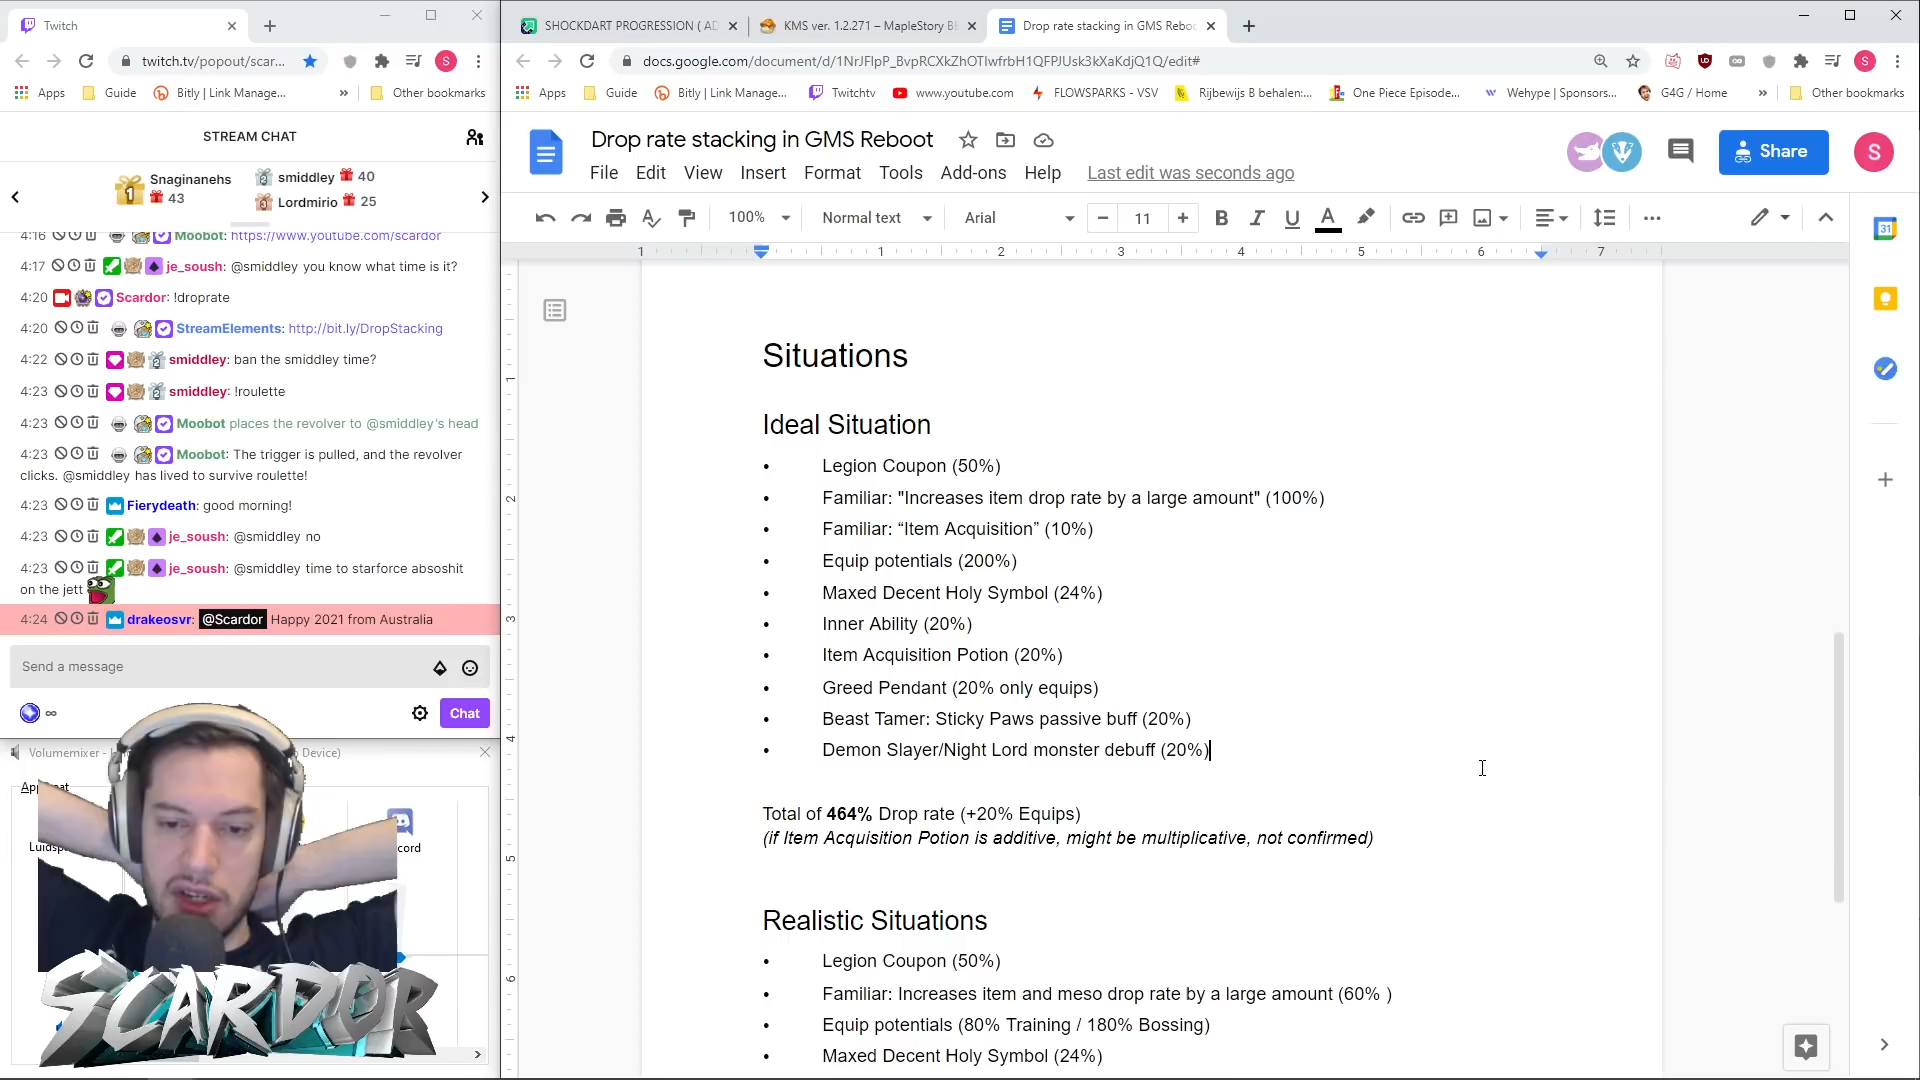 Twitch
twitch.tv/popout/scar...
Apps Guide Bitly | Link Manage... » Other bookmarks
STREAM CHAT
1 Snaginanehs 43
smiddley 40
Lordmirio 25
4:16 Moobot: https://www.youtube.com/scardor
4:17 je_soush: @smiddley you know what time is it?
4:20 Scardor: !droprate
4:20 StreamElements: http://bit.ly/DropStacking
4:22 smiddley: ban the smiddley time?
4:23 smiddley: !roulette
4:23 Moobot places the revolver to @smiddley's head
4:23 Moobot: The trigger is pulled, and the revolver
clicks. @smiddley has lived to survive roulette!
4:23 Fierydeath: good morning!
4:23 je_soush: @smiddley no
4:23 je_soush: @smiddley time to starforce absoshit
on the jett
4:24 drakeosvr: @Scardor Happy 2021 from Australia
Send a message
∞ Chat
Volumemixer - Device)
SCARDOR
SHOCKDART PROGRESSION ( AD
KMS ver. 1.2.271 – MapleStory BE
Drop rate stacking in GMS Reboo
docs.google.com/document/d/1NrJFlpP_BvpRCXkZhOTlwfrbH1QFPJUsk3kXaKdjQ1Q/edit#
S
Apps Guide Bitly | Link Manage... Twitchtv www.youtube.com FLOWSPARKS - VSV Rijbewijs B behalen:... One Piece Episode... Wehype | Sponsors... G4G / Home » Other bookmarks
Drop rate stacking in GMS Reboot
Share
S
File Edit View Insert Format Tools Add-ons Help Last edit was seconds ago
100% Normal text Arial 11 B I U A
1 1 2 3 4 5 6 7
Situations
Ideal Situation
• Legion Coupon (50%)
• Familiar: "Increases item drop rate by a large amount" (100%)
• Familiar: “Item Acquisition” (10%)
• Equip potentials (200%)
• Maxed Decent Holy Symbol (24%)
• Inner Ability (20%)
• Item Acquisition Potion (20%)
• Greed Pendant (20% only equips)
• Beast Tamer: Sticky Paws passive buff (20%)
• Demon Slayer/Night Lord monster debuff (20%)
Total of 464% Drop rate (+20% Equips)
(if Item Acquisition Potion is additive, might be multiplicative, not confirmed)
Realistic Situations
• Legion Coupon (50%)
• Familiar: Increases item and meso drop rate by a large amount (60% )
• Equip potentials (80% Training / 180% Bossing)
• Maxed Decent Holy Symbol (24%)